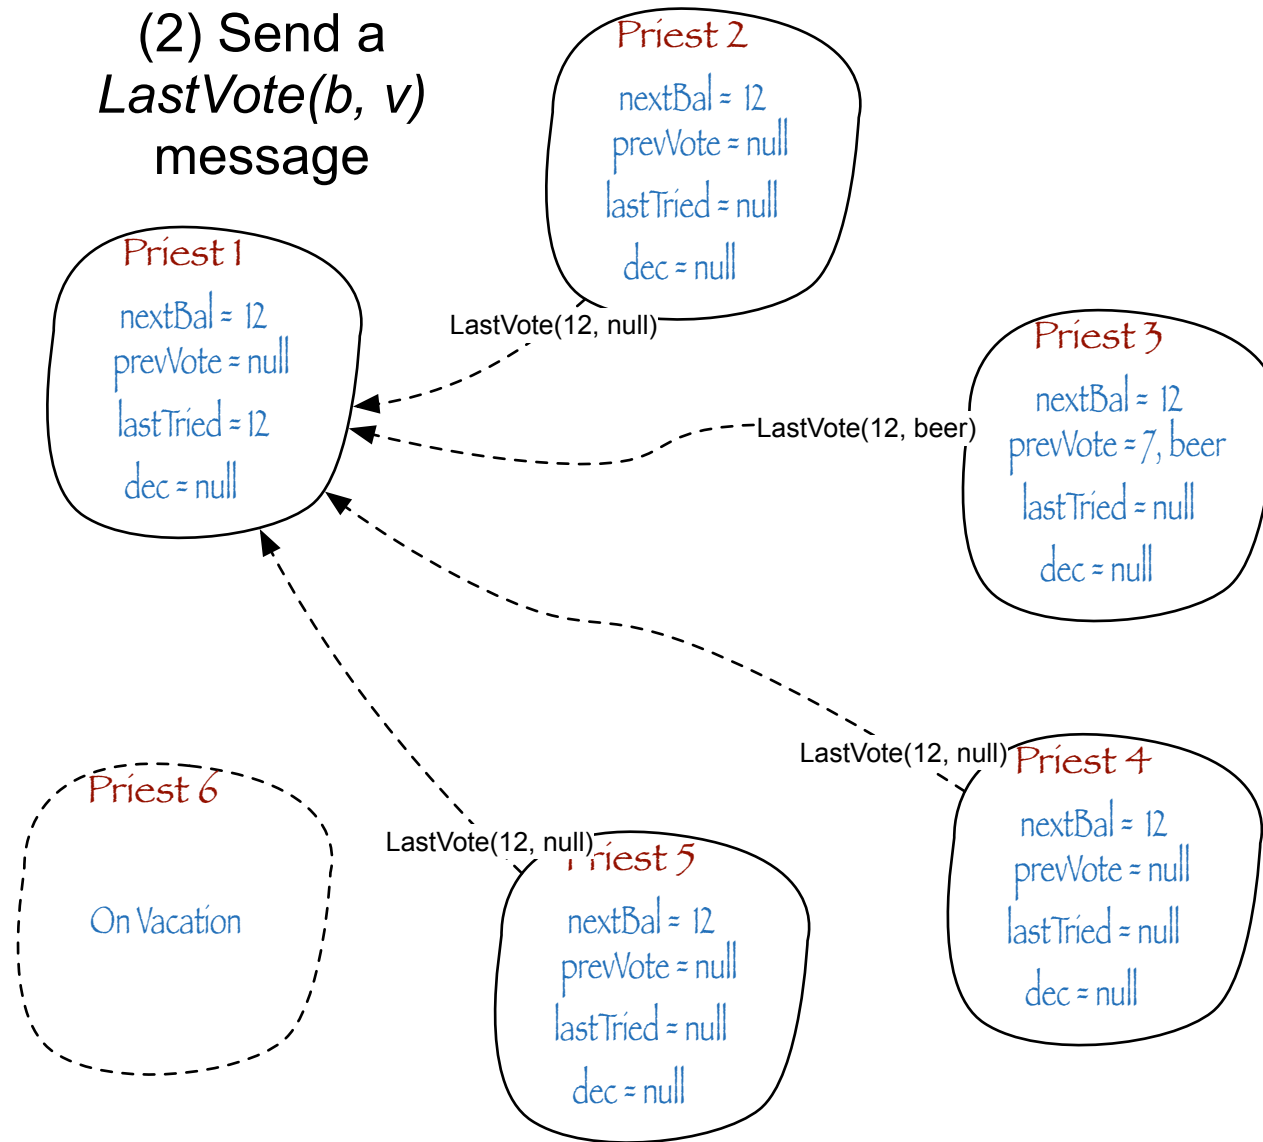 (2) Send a
LastVote(b, v)
message
Priest 2
nextBal = 12
prevVote = null
lastTried = null
dec = null
Priest 1
nextBal = 12
prevVote = null
lastTried = 12
dec = null
LastVote(12, null)
Priest 3
nextBal = 12
prevVote = 7, beer
lastTried = null
dec = null
LastVote(12, beer)
LastVote(12, null)
Priest 4
nextBal = 12
prevVote = null
lastTried = null
dec = null
Priest 6
On Vacation
LastVote(12, null)
Priest 5
nextBal = 12
prevVote = null
lastTried = null
dec = null